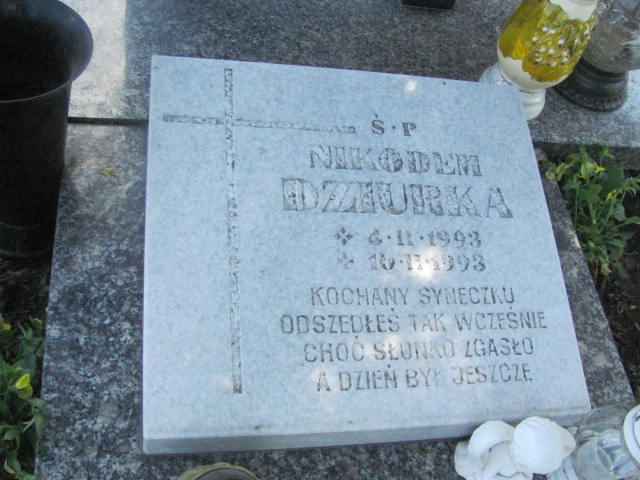 Ś·P
NIKODEM
DZIURKA
4·II·1993
10·II·1993
KOCHANY SYNECZKU
ODSZEDŁEŚ TAK WCZEŚNIE
CHOĆ SŁONKO ZGASŁO
A DZIEŃ BYŁ JESZCZE